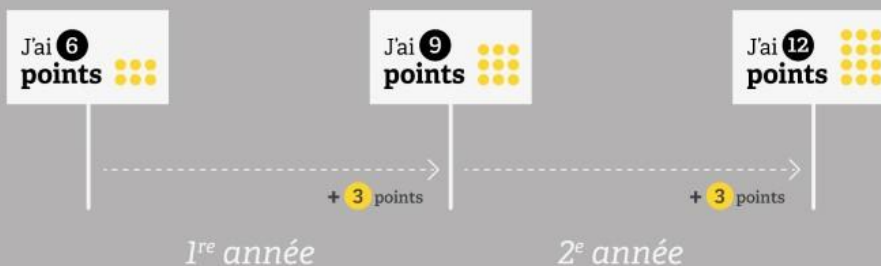 J'ai 6
points
J'ai 9
points
J'ai 12
points
+ 3 points
+ 3 points
1re année
2e année